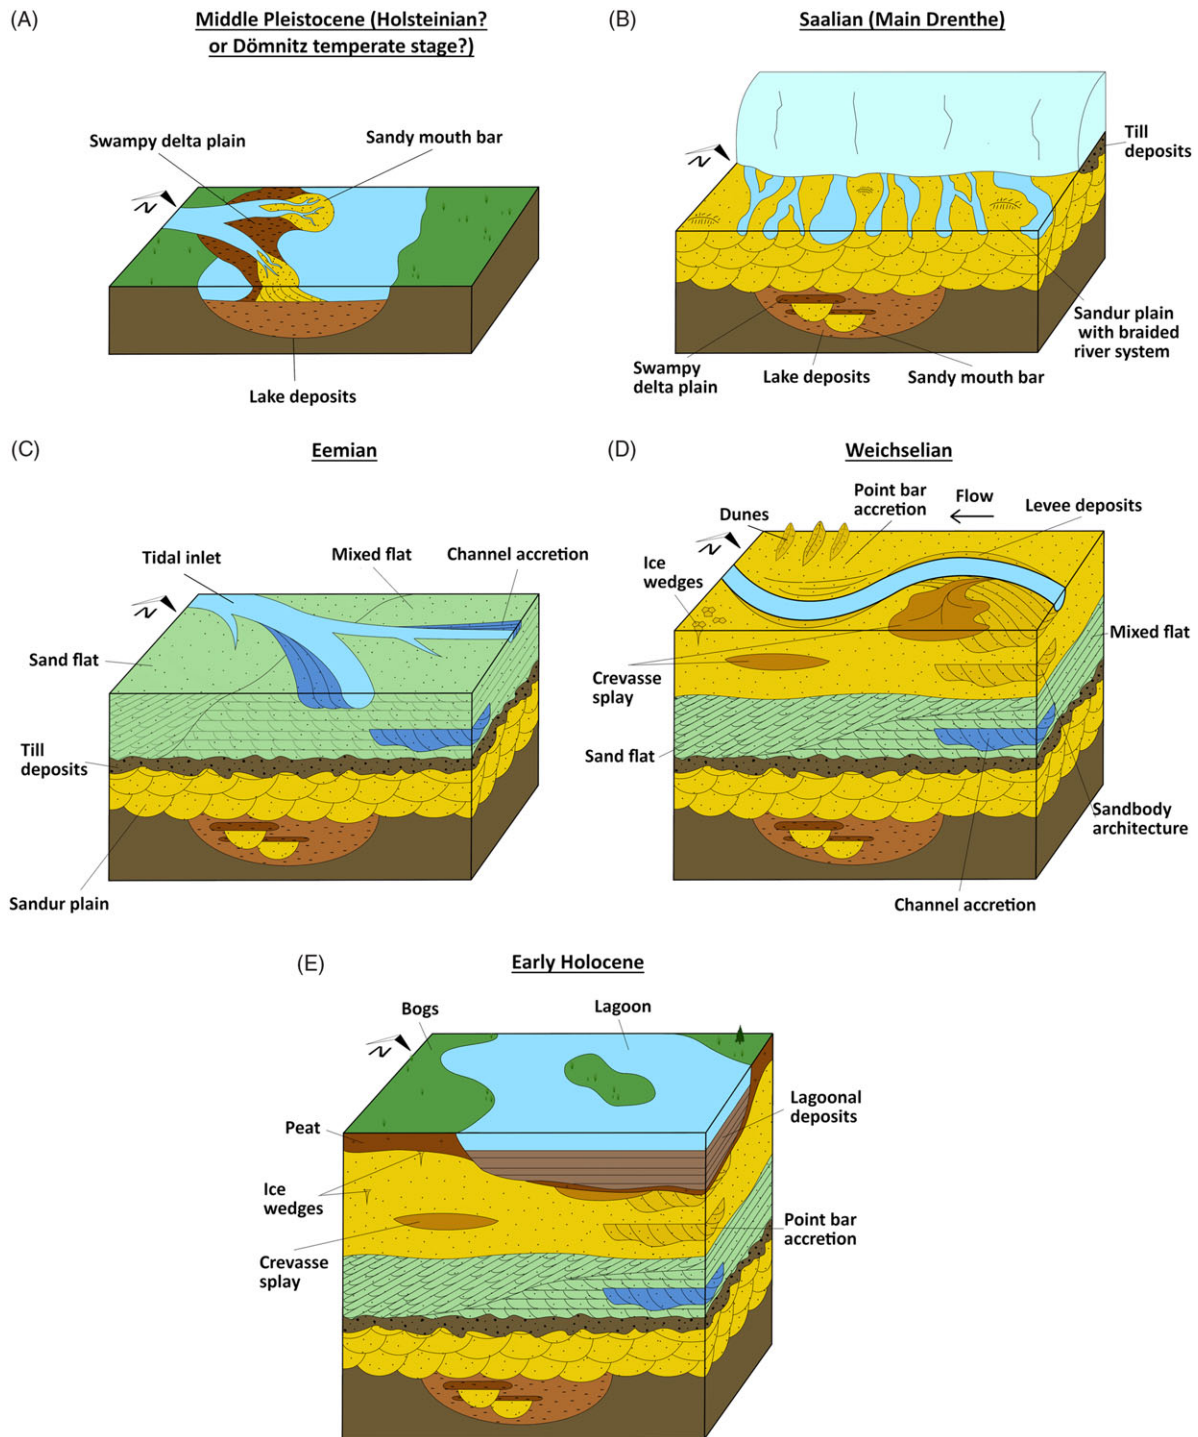 (A)
Middle Pleistocene (Holsteinian?
or Dömnitz temperate stage?)
Swampy delta plain
Sandy mouth bar
N
Lake deposits
(B)
Saalian (Main Drenthe)
Till
deposits
N
Sandur plain
with braided
river system
Swampy
delta plain
Lake deposits
Sandy mouth bar
(C)
Eemian
Tidal inlet
Mixed flat
Channel accretion
N
Sand flat
Till
deposits
Sandur plain
(D)
Weichselian
Point bar
accretion
Flow
Levee deposits
Dunes
N
Ice
wedges
Mixed flat
Crevasse
splay
Sand flat
Sandbody
architecture
Channel accretion
(E)
Early Holocene
Bogs
Lagoon
N
Lagoonal
deposits
Peat
Ice
wedges
Point bar
accretion
Crevasse
splay